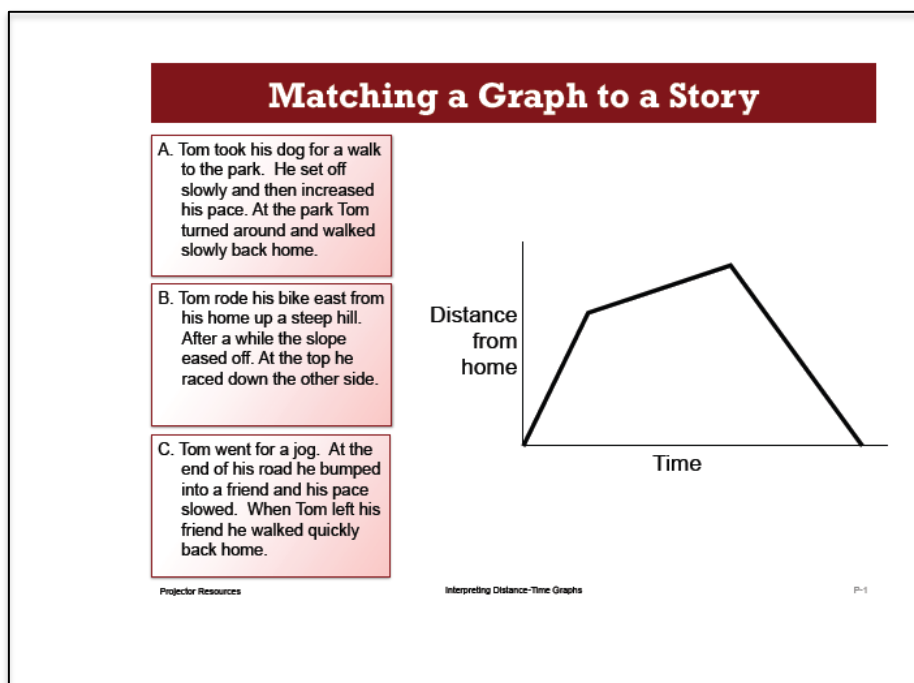 Matching a Graph to a Story
A. Tom took his dog for a walk
to the park.  He set off
slowly and then increased
his pace. At the park Tom
turned around and walked
slowly back home.
B. Tom rode his bike east from
his home up a steep hill.
After a while the slope
eased off. At the top he
raced down the other side.
C. Tom went for a jog.  At the
end of his road he bumped
into a friend and his pace
slowed.  When Tom left his
friend he walked quickly
back home.
Distance
from
home
Time
Projector Resources
Interpreting Distance-Time Graphs
P-1